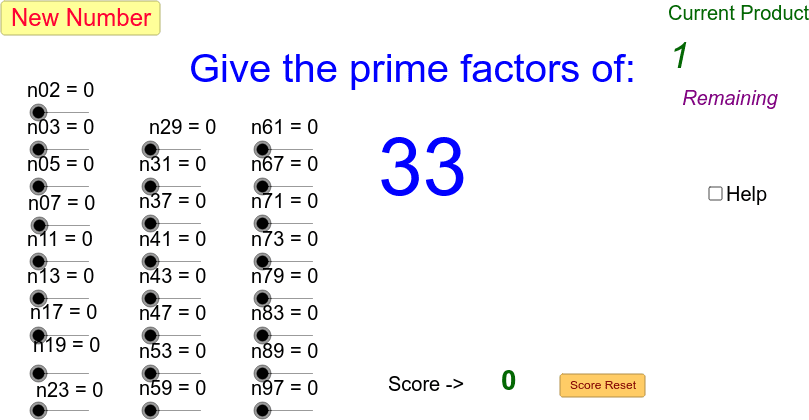 New Number
Current Product
Give the prime factors of:
1
Remaining
33
Help
n02 = 0
n03 = 0
n05 = 0
n07 = 0
n11 = 0
n13 = 0
n17 = 0
n19 = 0
n23 = 0
n29 = 0
n31 = 0
n37 = 0
n41 = 0
n43 = 0
n47 = 0
n53 = 0
n59 = 0
n61 = 0
n67 = 0
n71 = 0
n73 = 0
n79 = 0
n83 = 0
n89 = 0
n97 = 0
Score -> 0
Score Reset